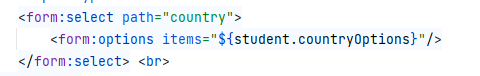 <form:select path="country">
<form:options items="${student.countryOptions}"/>
</form:select> <br>